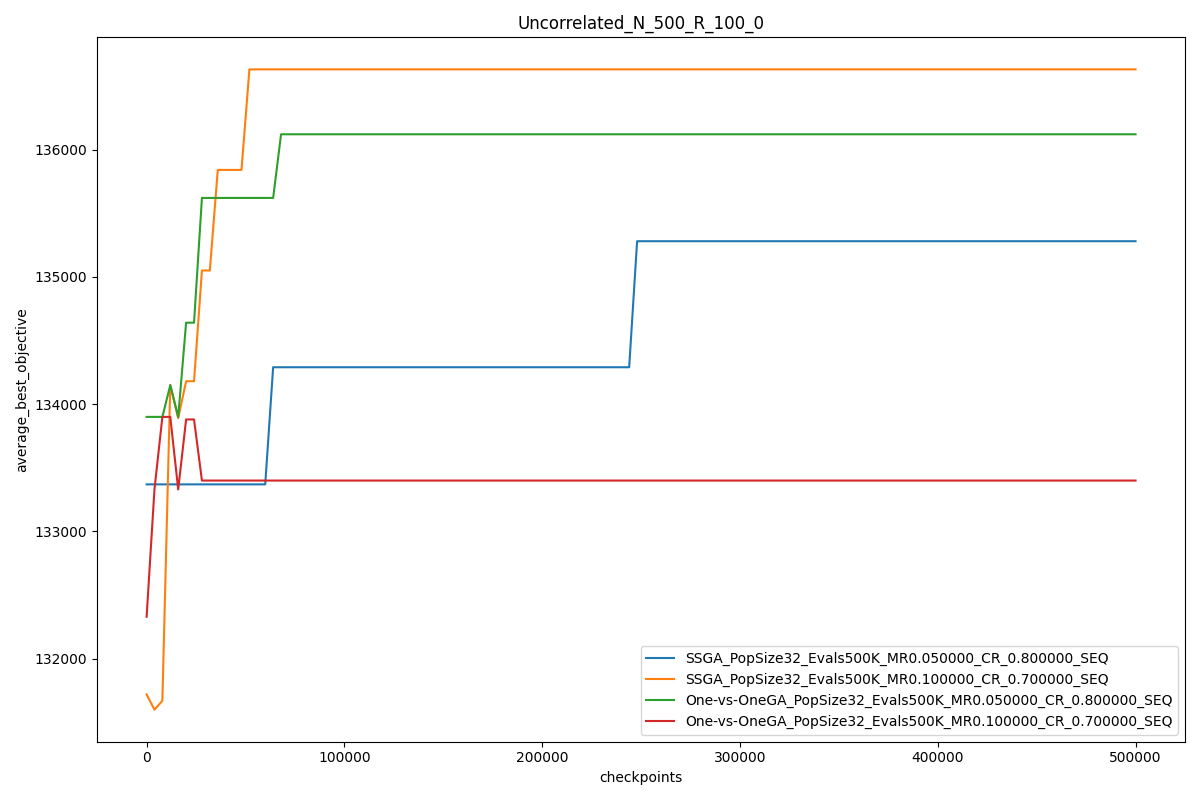 Uncorrelated_N_500_R_100_0
average_best_objective
136000
135000
134000
133000
132000
0
100000
200000
300000
400000
500000
checkpoints
SSGA_PopSize32_Evals500K_MR0.050000_CR_0.800000_SEQ
SSGA_PopSize32_Evals500K_MR0.100000_CR_0.700000_SEQ
One-vs-OneGA_PopSize32_Evals500K_MR0.050000_CR_0.800000_SEQ
One-vs-OneGA_PopSize32_Evals500K_MR0.100000_CR_0.700000_SEQ